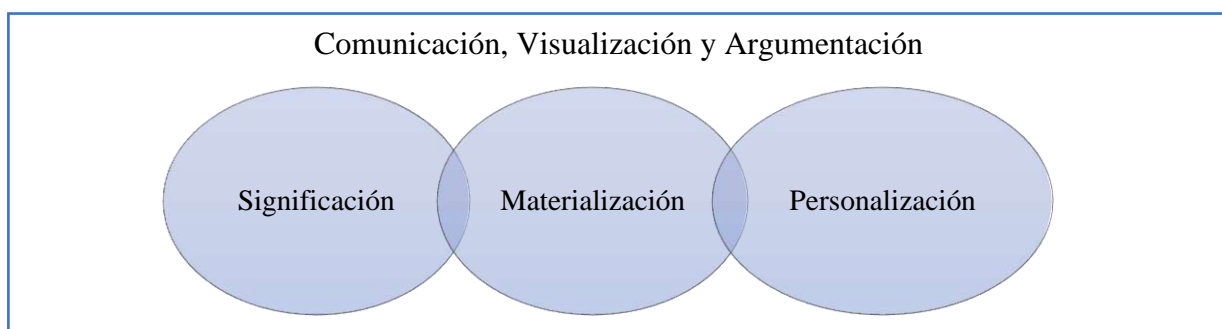 Comunicación, Visualización y Argumentación
Significación Materialización Personalización